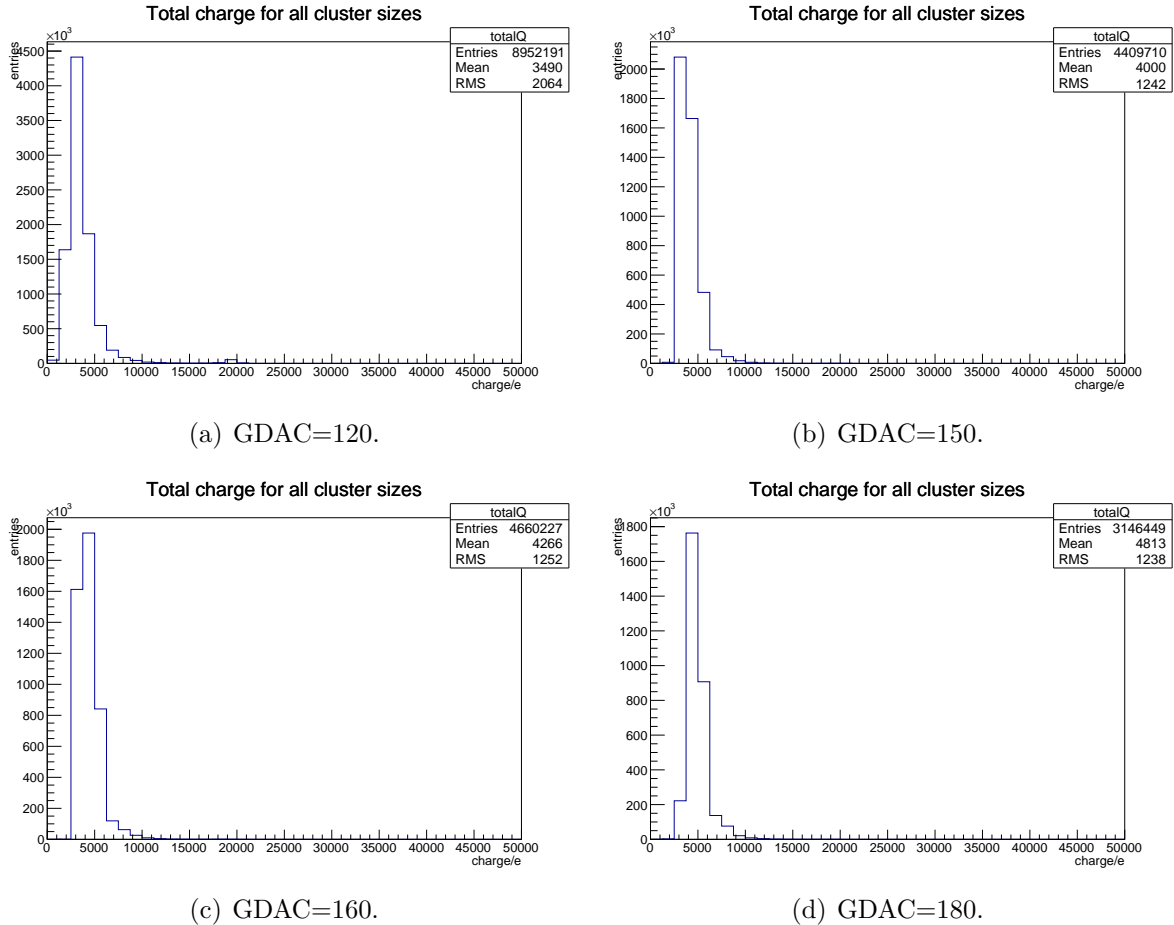 Total charge for all cluster sizes
×10³
entries
totalQ
Entries 8952191
Mean 3490
RMS 2064
4500
4000
3500
3000
2500
2000
1500
1000
500
0
0 5000 10000 15000 20000 25000 30000 35000 40000 45000 50000
charge/e
(a) GDAC=120.
Total charge for all cluster sizes
×10³
entries
totalQ
Entries 4409710
Mean 4000
RMS 1242
2000
1800
1600
1400
1200
1000
800
600
400
200
0
0 5000 10000 15000 20000 25000 30000 35000 40000 45000 50000
charge/e
(b) GDAC=150.
Total charge for all cluster sizes
×10³
entries
totalQ
Entries 4660227
Mean 4266
RMS 1252
2000
1800
1600
1400
1200
1000
800
600
400
200
0
0 5000 10000 15000 20000 25000 30000 35000 40000 45000 50000
charge/e
(c) GDAC=160.
Total charge for all cluster sizes
×10³
entries
totalQ
Entries 3146449
Mean 4813
RMS 1238
1800
1600
1400
1200
1000
800
600
400
200
0
0 5000 10000 15000 20000 25000 30000 35000 40000 45000 50000
charge/e
(d) GDAC=180.